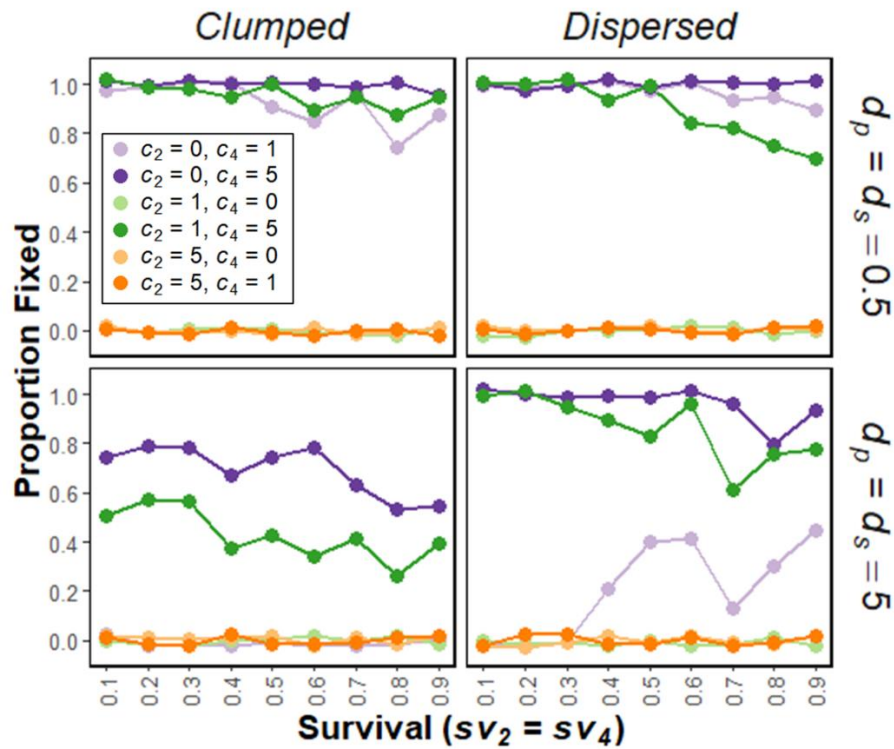 Clumped Dispersed
1.0
0.8
0.6
0.4
0.2
0.0
c2 = 0, c4 = 1
c2 = 0, c4 = 5
c2 = 1, c4 = 0
c2 = 1, c4 = 5
c2 = 5, c4 = 0
c2 = 5, c4 = 1
dp = ds = 0.5
Proportion Fixed
1.0
0.8
0.6
0.4
0.2
0.0
dp = ds = 5
0.1 0.2 0.3 0.4 0.5 0.6 0.7 0.8 0.9 0.1 0.2 0.3 0.4 0.5 0.6 0.7 0.8 0.9
Survival (sv2 = sv4)